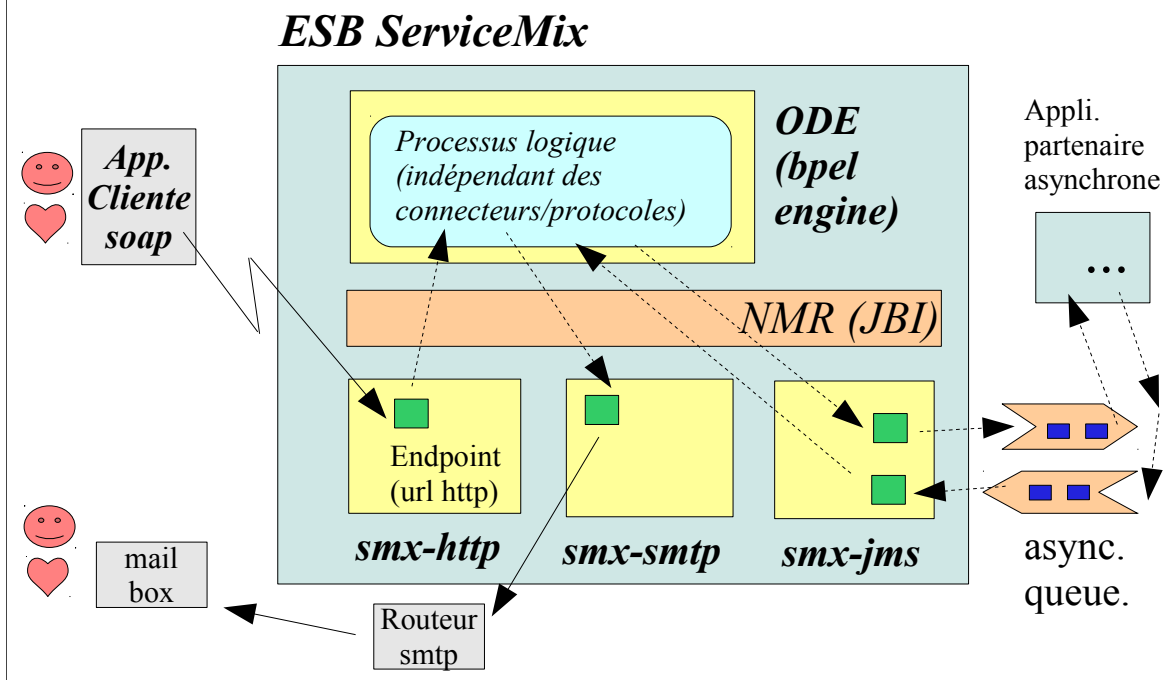 ESB ServiceMix
App.
Cliente
soap
Processus logique
(indépendant des
connecteurs/protocoles)
ODE
(bpel
engine)
Appli.
partenaire
asynchrone
...
NMR (JBI)
Endpoint
(url http)
smx-http
smx-smtp
smx-jms
async.
queue.
mail
box
Routeur
smtp